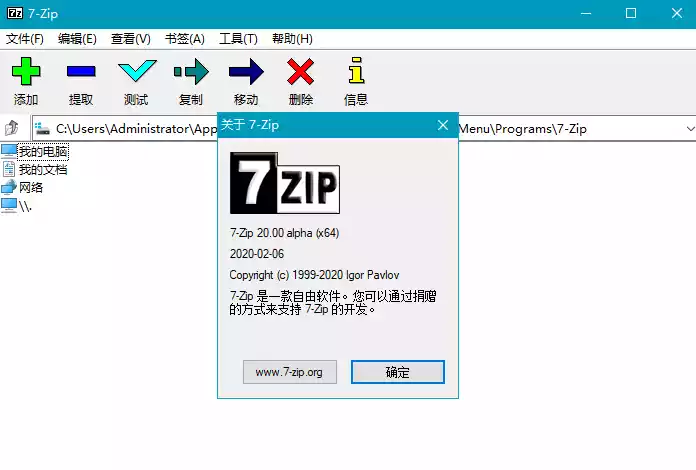 7-Zip
文件(F) 编辑(E) 查看(V) 书签(A) 工具(T) 帮助(H)
添加 提取 测试 复制 移动 删除 信息
C:\Users\Administrator\App
Menu\Programs\7-Zip
我的电脑
我的文档
网络
\\.
关于 7-Zip
7ZIP
7-Zip 20.00 alpha (x64)
2020-02-06
Copyright (c) 1999-2020 Igor Pavlov
7-Zip 是一款自由软件。您可以通过捐赠
的方式来支持 7-Zip 的开发。
www.7-zip.org 确定